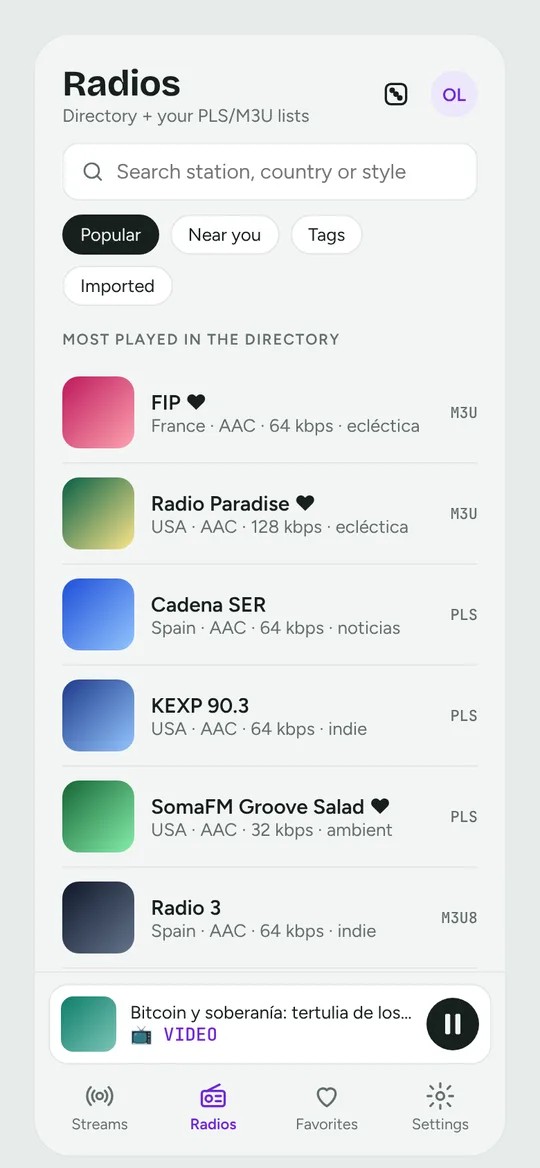 Radios
Directory + your PLS/M3U lists
OL
Search station, country or style
Popular
Near you
Tags
Imported
MOST PLAYED IN THE DIRECTORY
FIP ♥
France · AAC · 64 kbps · ecléctica
M3U
Radio Paradise ♥
USA · AAC · 128 kbps · ecléctica
M3U
Cadena SER
Spain · AAC · 64 kbps · noticias
PLS
KEXP 90.3
USA · AAC · 64 kbps · indie
PLS
SomaFM Groove Salad ♥
USA · AAC · 32 kbps · ambient
PLS
Radio 3
Spain · AAC · 64 kbps · indie
M3U8
Bitcoin y soberanía: tertulia de los...
📺 VIDEO
Streams
Radios
Favorites
Settings